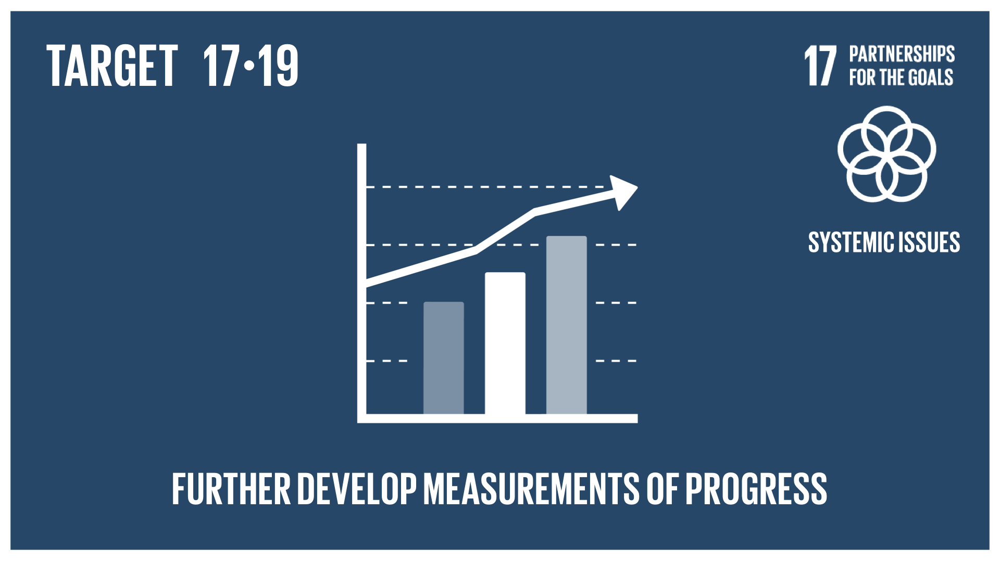 TARGET 17·19
17 PARTNERSHIPS
FOR THE GOALS
SYSTEMIC ISSUES
FURTHER DEVELOP MEASUREMENTS OF PROGRESS